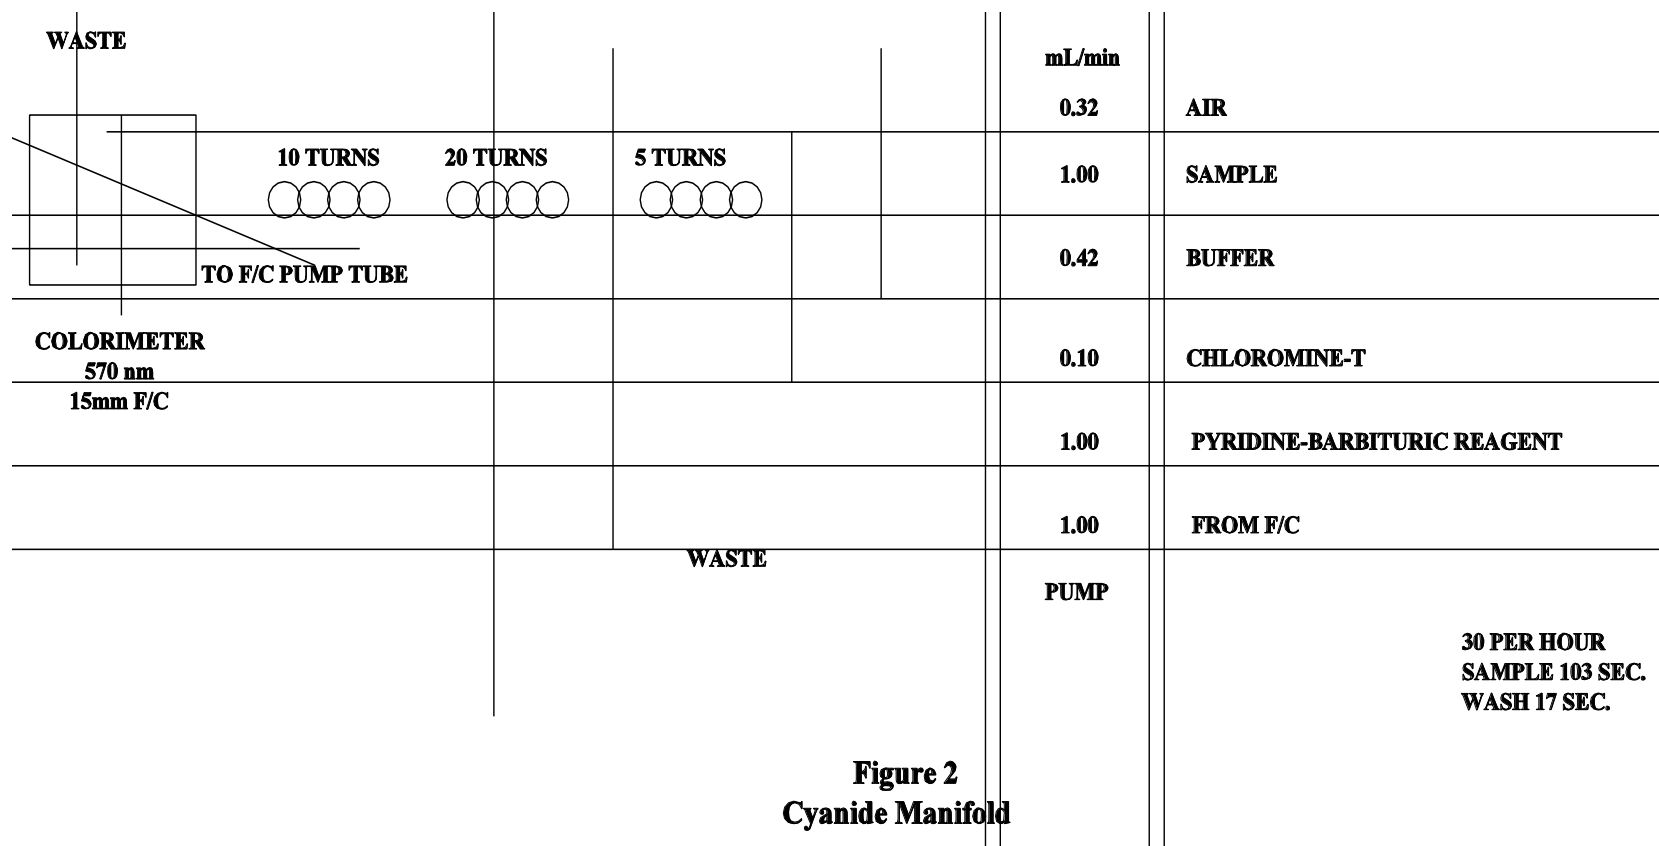 WASTE
mL/min
0.32 AIR
10 TURNS 20 TURNS 5 TURNS
1.00 SAMPLE
0.42 BUFFER
TO F/C PUMP TUBE
COLORIMETER
570 nm
15mm F/C
0.10 CHLOROMINE-T
1.00 PYRIDINE-BARBITURIC REAGENT
1.00 FROM F/C
WASTE
PUMP
30 PER HOUR
SAMPLE 103 SEC.
WASH 17 SEC.
Figure 2
Cyanide Manifold